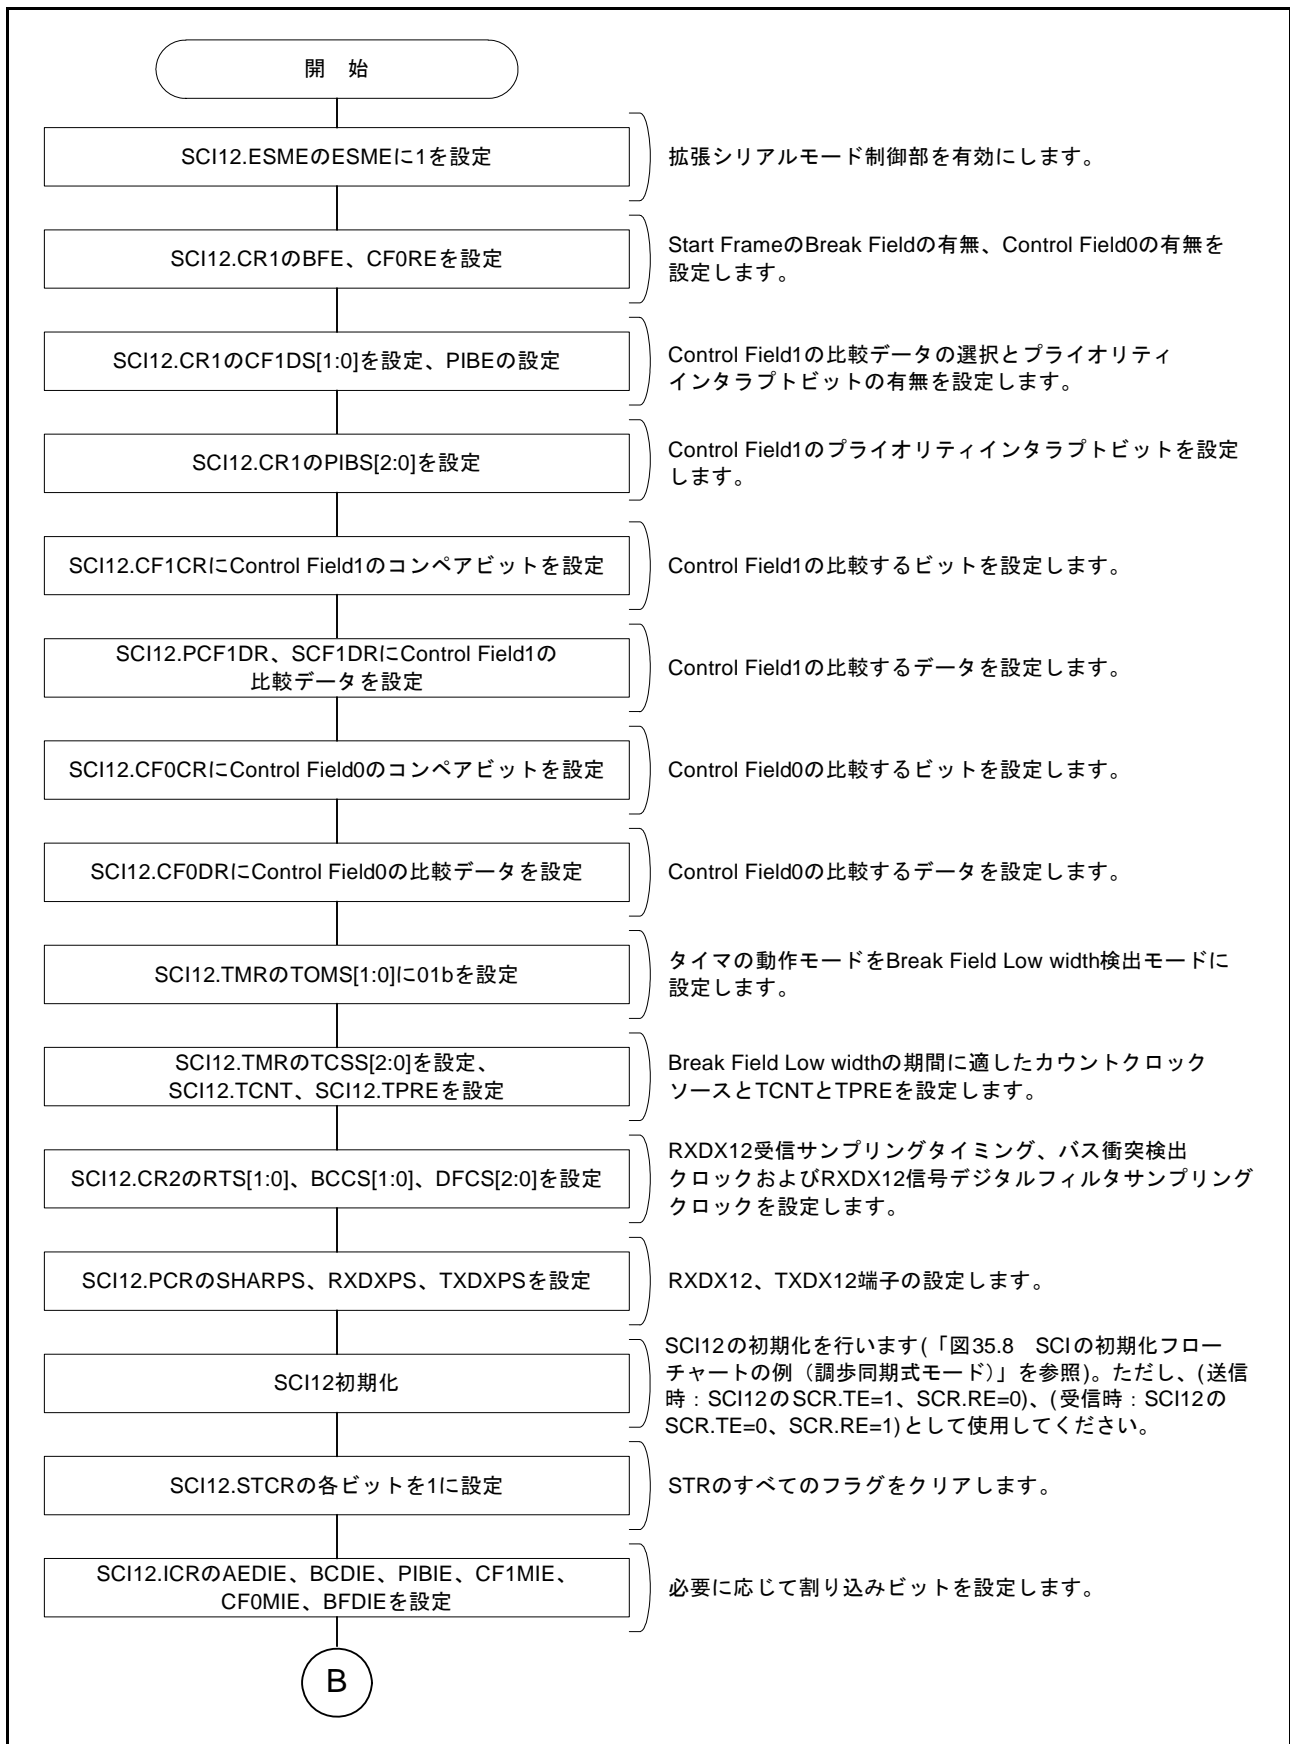 開 始
SCI12.ESMEのESMEに1を設定
拡張シリアルモード制御部を有効にします。
SCI12.CR1のBFE、CF0REを設定
Start FrameのBreak Fieldの有無、Control Field0の有無を
設定します。
SCI12.CR1のCF1DS[1:0]を設定、PIBEの設定
Control Field1の比較データの選択とプライオリティ
インタラプトビットの有無を設定します。
SCI12.CR1のPIBS[2:0]を設定
Control Field1のプライオリティインタラプトビットを設定
します。
SCI12.CF1CRにControl Field1のコンペアビットを設定
Control Field1の比較するビットを設定します。
SCI12.PCF1DR、SCF1DRにControl Field1の
比較データを設定
Control Field1の比較するデータを設定します。
SCI12.CF0CRにControl Field0のコンペアビットを設定
Control Field0の比較するビットを設定します。
SCI12.CF0DRにControl Field0の比較データを設定
Control Field0の比較するデータを設定します。
SCI12.TMRのTOMS[1:0]に01bを設定
タイマの動作モードをBreak Field Low width検出モードに
設定します。
SCI12.TMRのTCSS[2:0]を設定、
SCI12.TCNT、SCI12.TPREを設定
Break Field Low widthの期間に適したカウントクロック
ソースとTCNTとTPREを設定します。
SCI12.CR2のRTS[1:0]、BCCS[1:0]、DFCS[2:0]を設定
RXDX12受信サンプリングタイミング、バス衝突検出
クロックおよびRXDX12信号デジタルフィルタサンプリング
クロックを設定します。
SCI12.PCRのSHARPS、RXDXPS、TXDXPSを設定
RXDX12、TXDX12端子の設定します。
SCI12初期化
SCI12の初期化を行います(「図35.8 SCIの初期化フロー
チャートの例（調歩同期式モード）」を参照)。ただし、(送信
時：SCI12のSCR.TE=1、SCR.RE=0)、(受信時：SCI12の
SCR.TE=0、SCR.RE=1)として使用してください。
SCI12.STCRの各ビットを1に設定
STRのすべてのフラグをクリアします。
SCI12.ICRのAEDIE、BCDIE、PIBIE、CF1MIE、
CF0MIE、BFDIEを設定
必要に応じて割り込みビットを設定します。
B